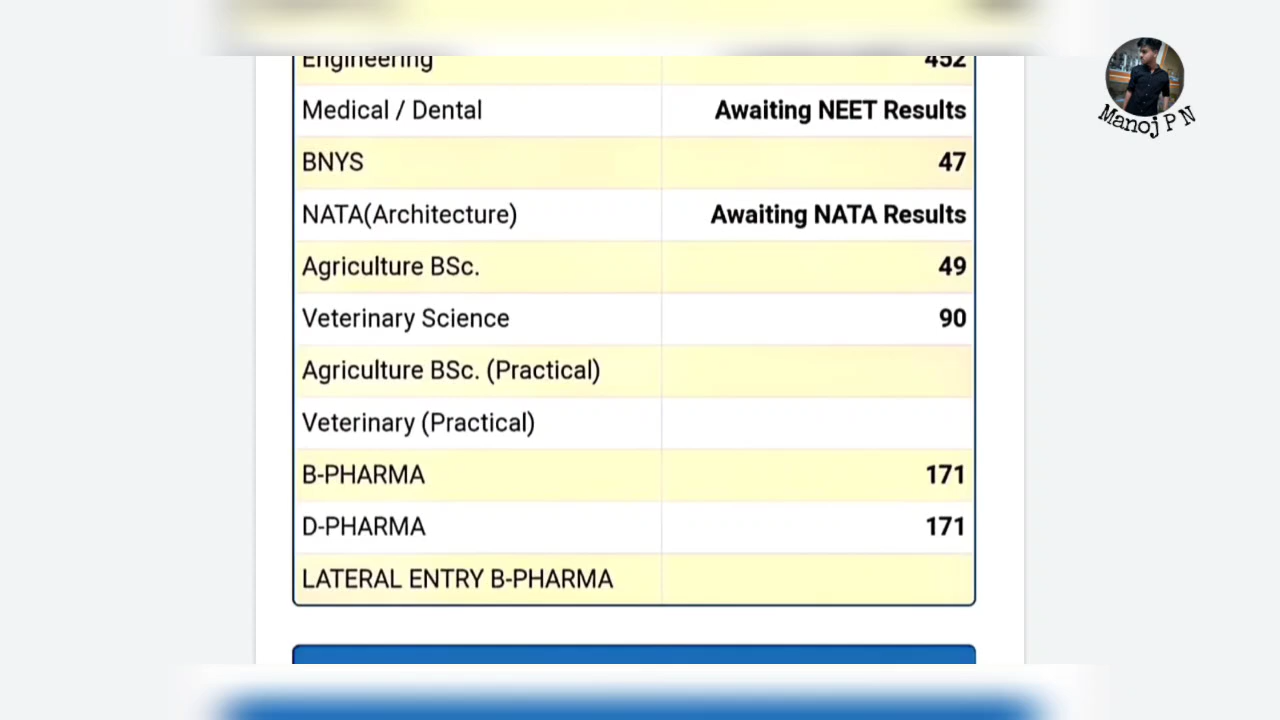 Engineering 452
Medical / Dental Awaiting NEET Results
BNYS 47
NATA(Architecture) Awaiting NATA Results
Agriculture BSc. 49
Veterinary Science 90
Agriculture BSc. (Practical)
Veterinary (Practical)
B-PHARMA 171
D-PHARMA 171
LATERAL ENTRY B-PHARMA
Manoj P N